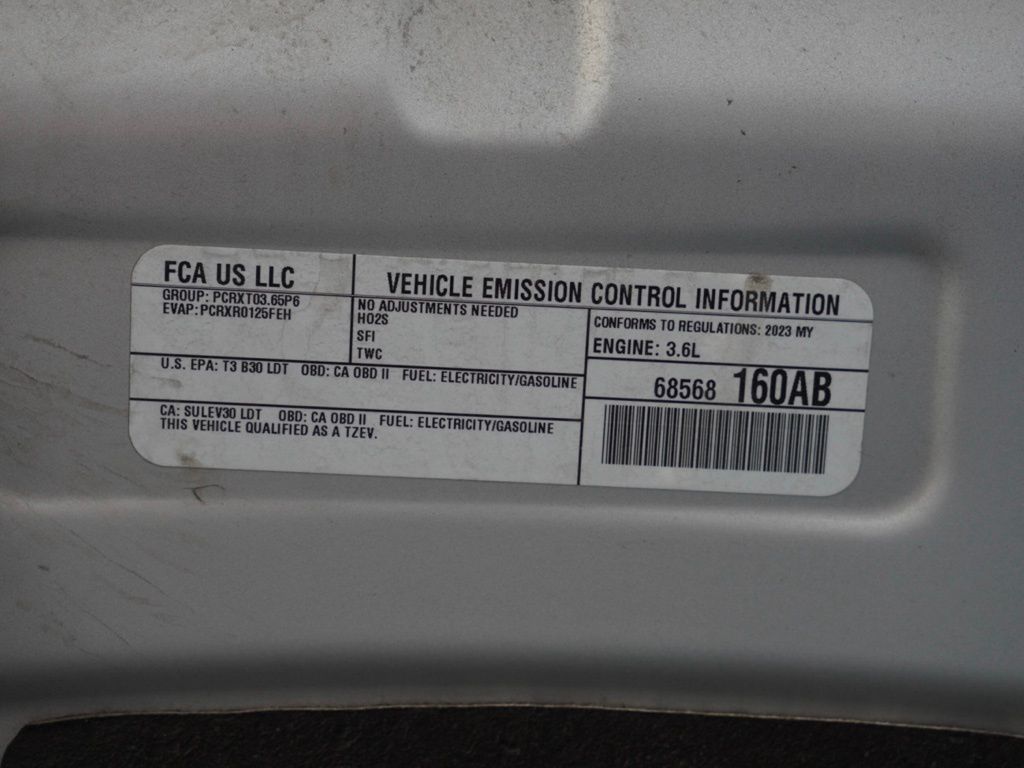 FCA US LLC
GROUP: PCRXT03.65P6
EVAP:PCRXR0125FEH
VEHICLE EMISSION CONTROL INFORMATION
NO ADJUSTMENTS NEEDED
HO2S
SFI
TWC
CONFORMS TO REGULATIONS: 2023 MY
ENGINE: 3.6L
U.S. EPA: T3 B30 LDT OBD: CA OBD II FUEL: ELECTRICITY/GASOLINE
68568 160AB
CA: SULEV30 LDT OBD: CA OBD II FUEL: ELECTRICITY/GASOLINE
THIS VEHICLE QUALIFIED AS A TZEV.